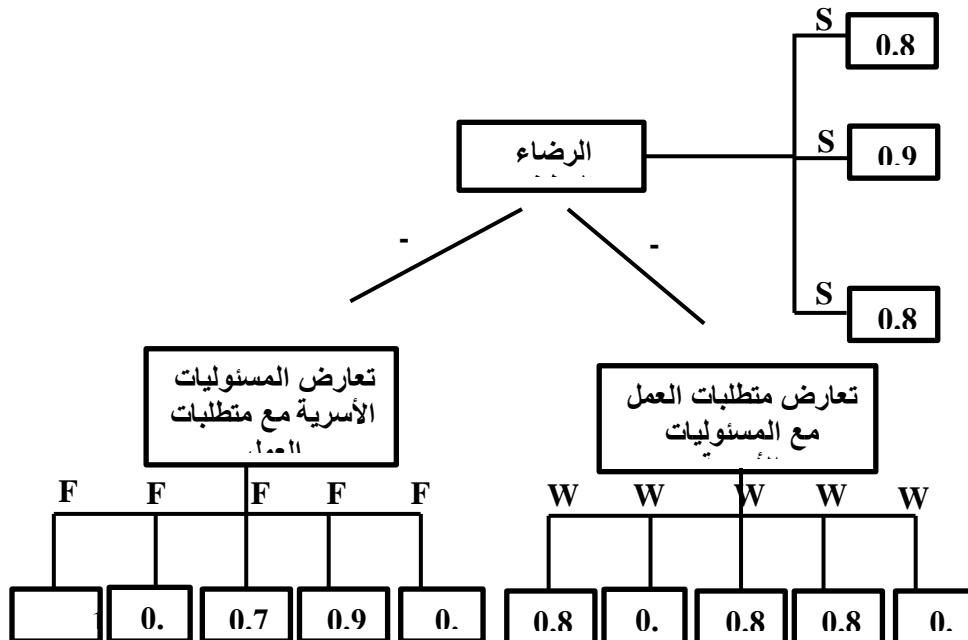 S
0.8
S
0.9
الرضاء
S
0.8
-
-
تعارض المسئوليات
الأسرية مع متطلبات
العمل
تعارض متطلبات العمل
مع المسئوليات
F F F F F
W W W W W
0. 0.7 0.9 0.
0.8 0. 0.8 0.8 0.